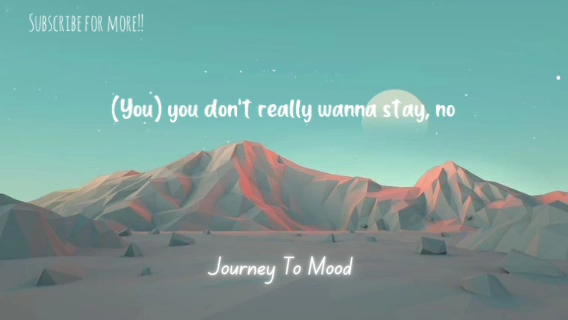 SUBSCRIBE FOR MORE!!
(You) you don't really wanna stay, no
Journey To Mood